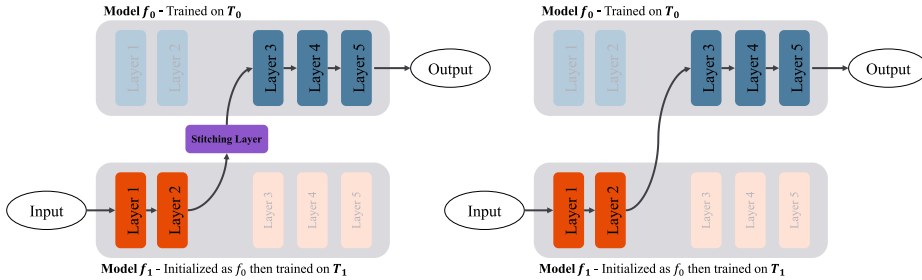 Model f₀ - Trained on T₀
Layer 1
Layer 2
Layer 3
Layer 4
Layer 5
Output
Stitching Layer
Input
Layer 1
Layer 2
Layer 3
Layer 4
Layer 5
Model f₁ - Initialized as f₀ then trained on T₁
Model f₀ - Trained on T₀
Layer 1
Layer 2
Layer 3
Layer 4
Layer 5
Output
Input
Layer 1
Layer 2
Layer 3
Layer 4
Layer 5
Model f₁ - Initialized as f₀ then trained on T₁